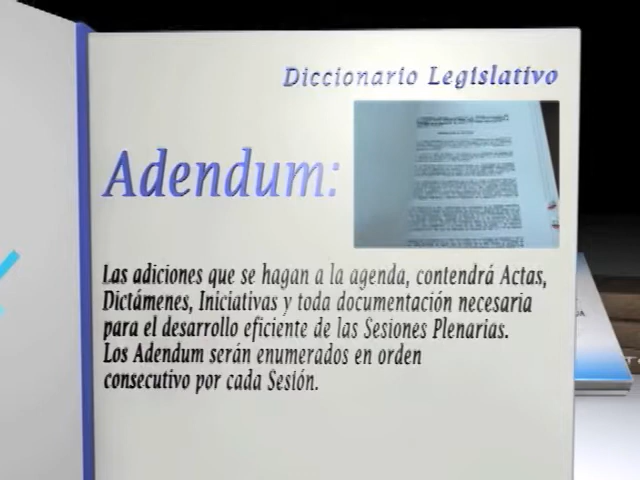 Diccionario Legislativo
Adendum:
Las adiciones que se hagan a la agenda, contendrá Actas,
Dictámenes, Iniciativas y toda documentación necesaria
para el desarrollo eficiente de las Sesiones Plenarias.
Los Adendum serán enumerados en orden
consecutivo por cada Sesión.